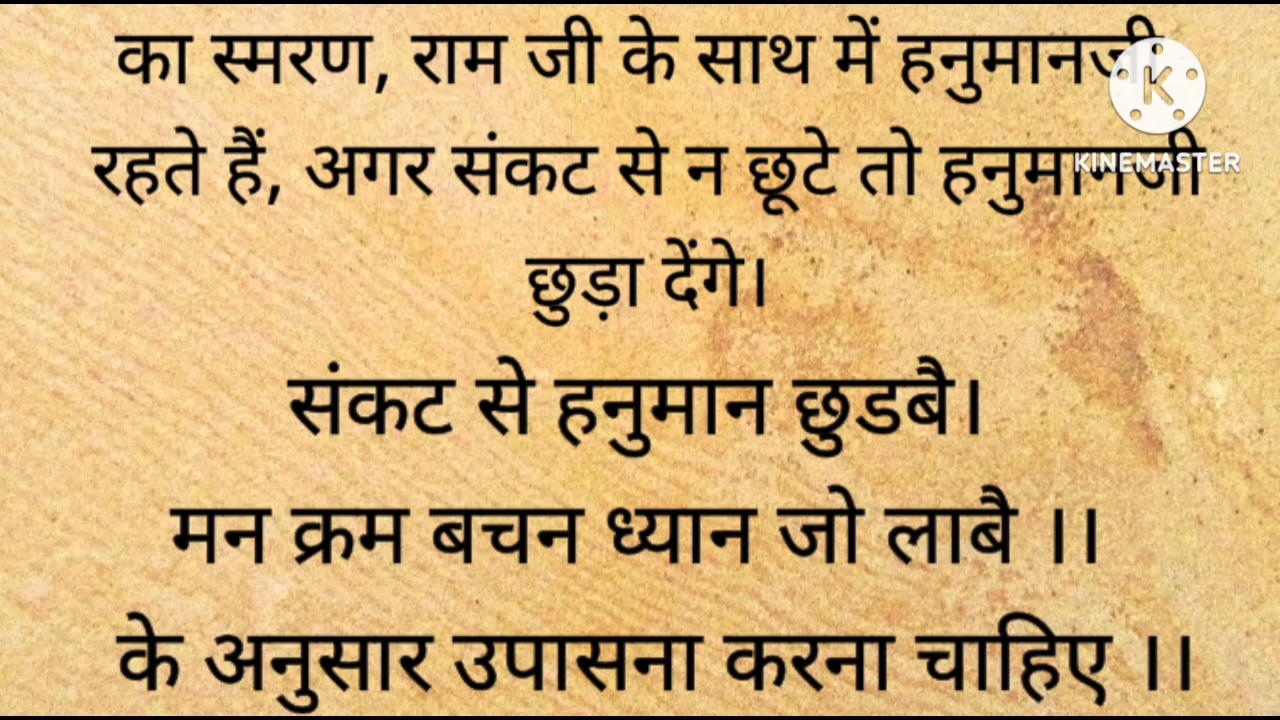 का स्मरण, राम जी के साथ में हनुमानजी
रहते हैं, अगर संकट से न छूटे तो हनुमानजी
छुड़ा देंगे।
संकट से हनुमान छुडबै।
मन क्रम बचन ध्यान जो लाबै ।।
के अनुसार उपासना करना चाहिए ।।
K
KINEMASTER